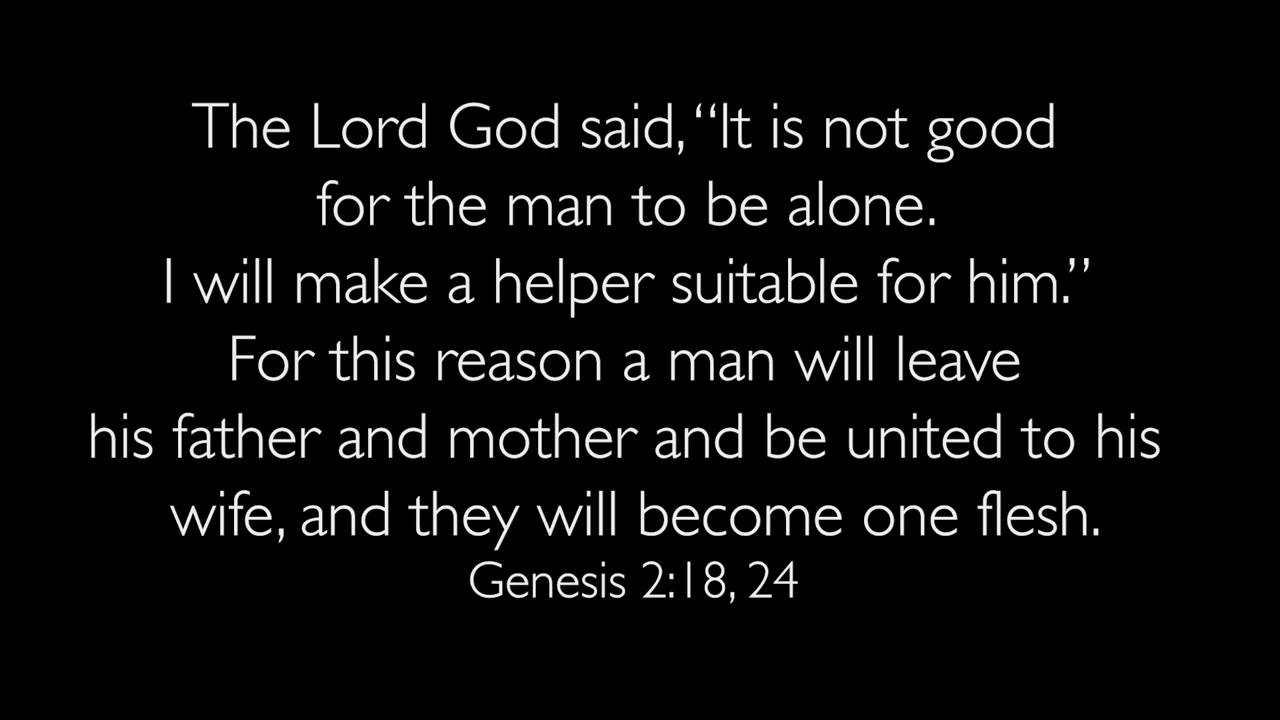 The Lord God said, “It is not good
for the man to be alone.
I will make a helper suitable for him.”
For this reason a man will leave
his father and mother and be united to his
wife, and they will become one flesh.
Genesis 2:18, 24